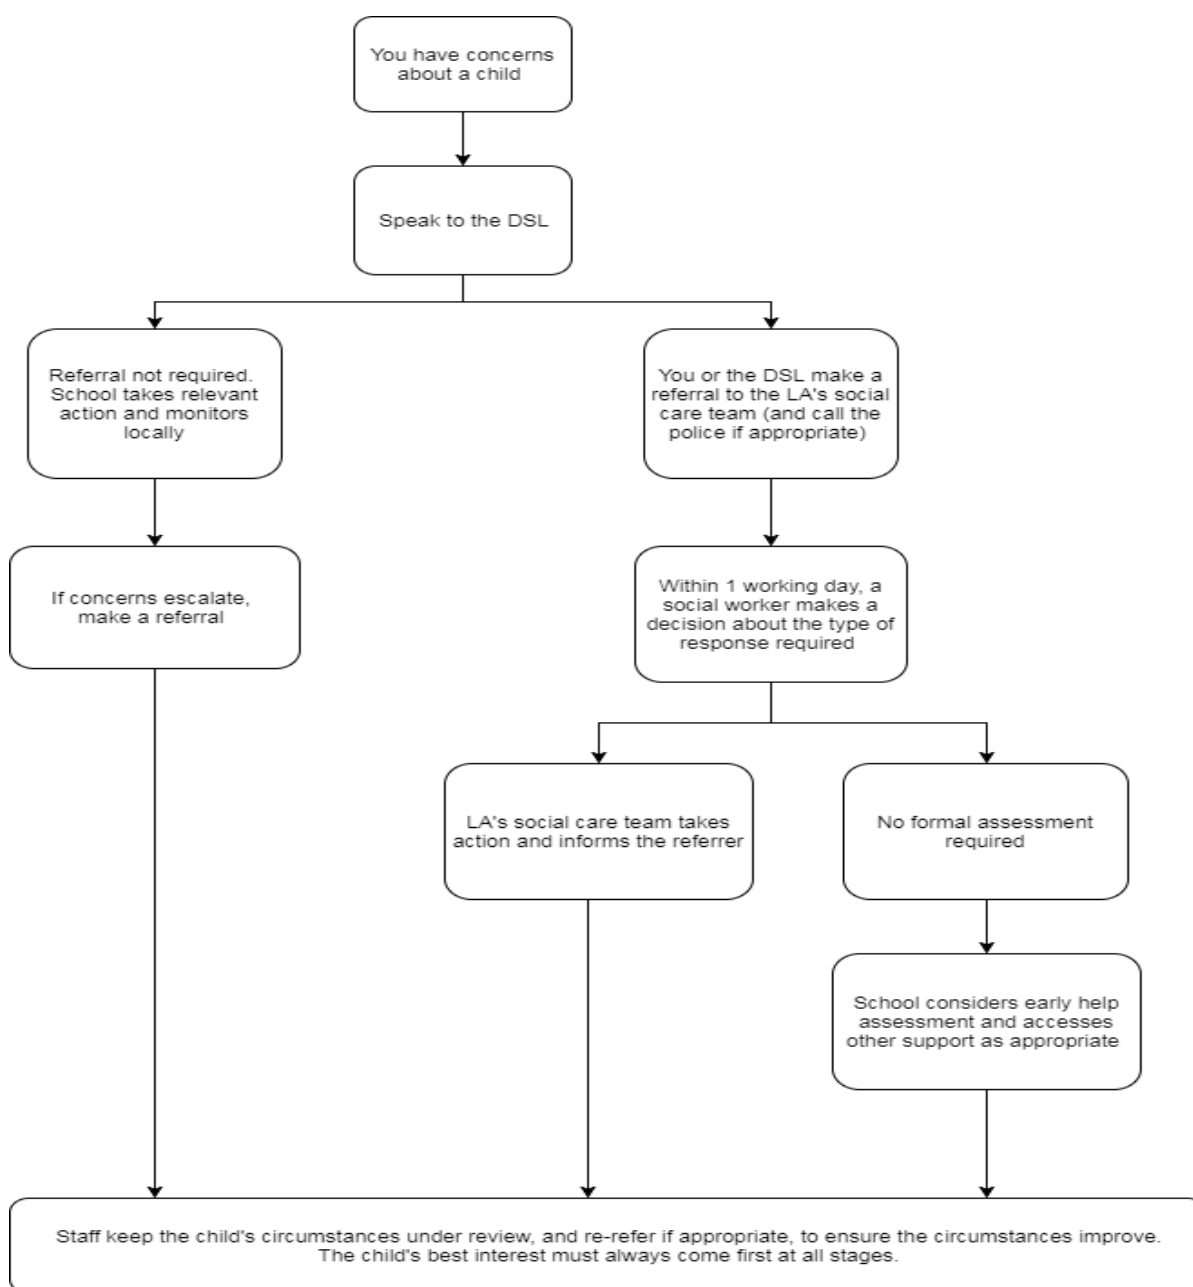 You have concerns
about a child
Speak to the DSL
Referral not required.
School takes relevant
action and monitors
locally
You or the DSL make a
referral to the LA's social
care team (and call the
police if appropriate)
If concerns escalate,
make a referral
Within 1 working day, a
social worker makes a
decision about the type of
response required
LA's social care team takes
action and informs the referrer
No formal assessment
required
School considers early help
assessment and accesses
other support as appropriate
Staff keep the child's circumstances under review, and re-refer if appropriate, to ensure the circumstances improve.
The child's best interest must always come first at all stages.